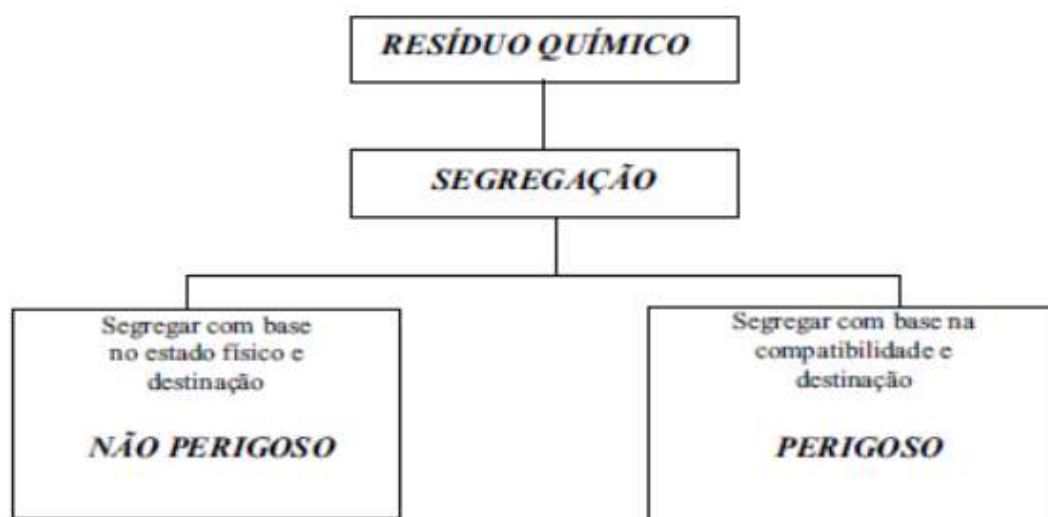 RESÍDUO QUÍMICO
SEGREGAÇÃO
Segregar com base
no estado físico e
destinação
NÃO PERIGOSO
Segregar com base na
compatibilidade e
destinação
PERIGOSO